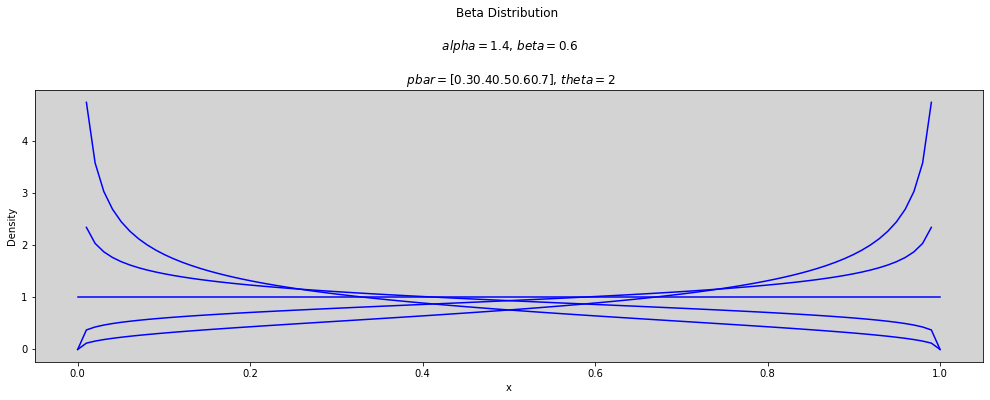 Beta Distribution
alpha = 1.4, beta = 0.6
pbar = [0.30.40.50.60.7], theta = 2
4
3
2
1
0
Density
0.0 0.2 0.4 0.6 0.8 1.0
x